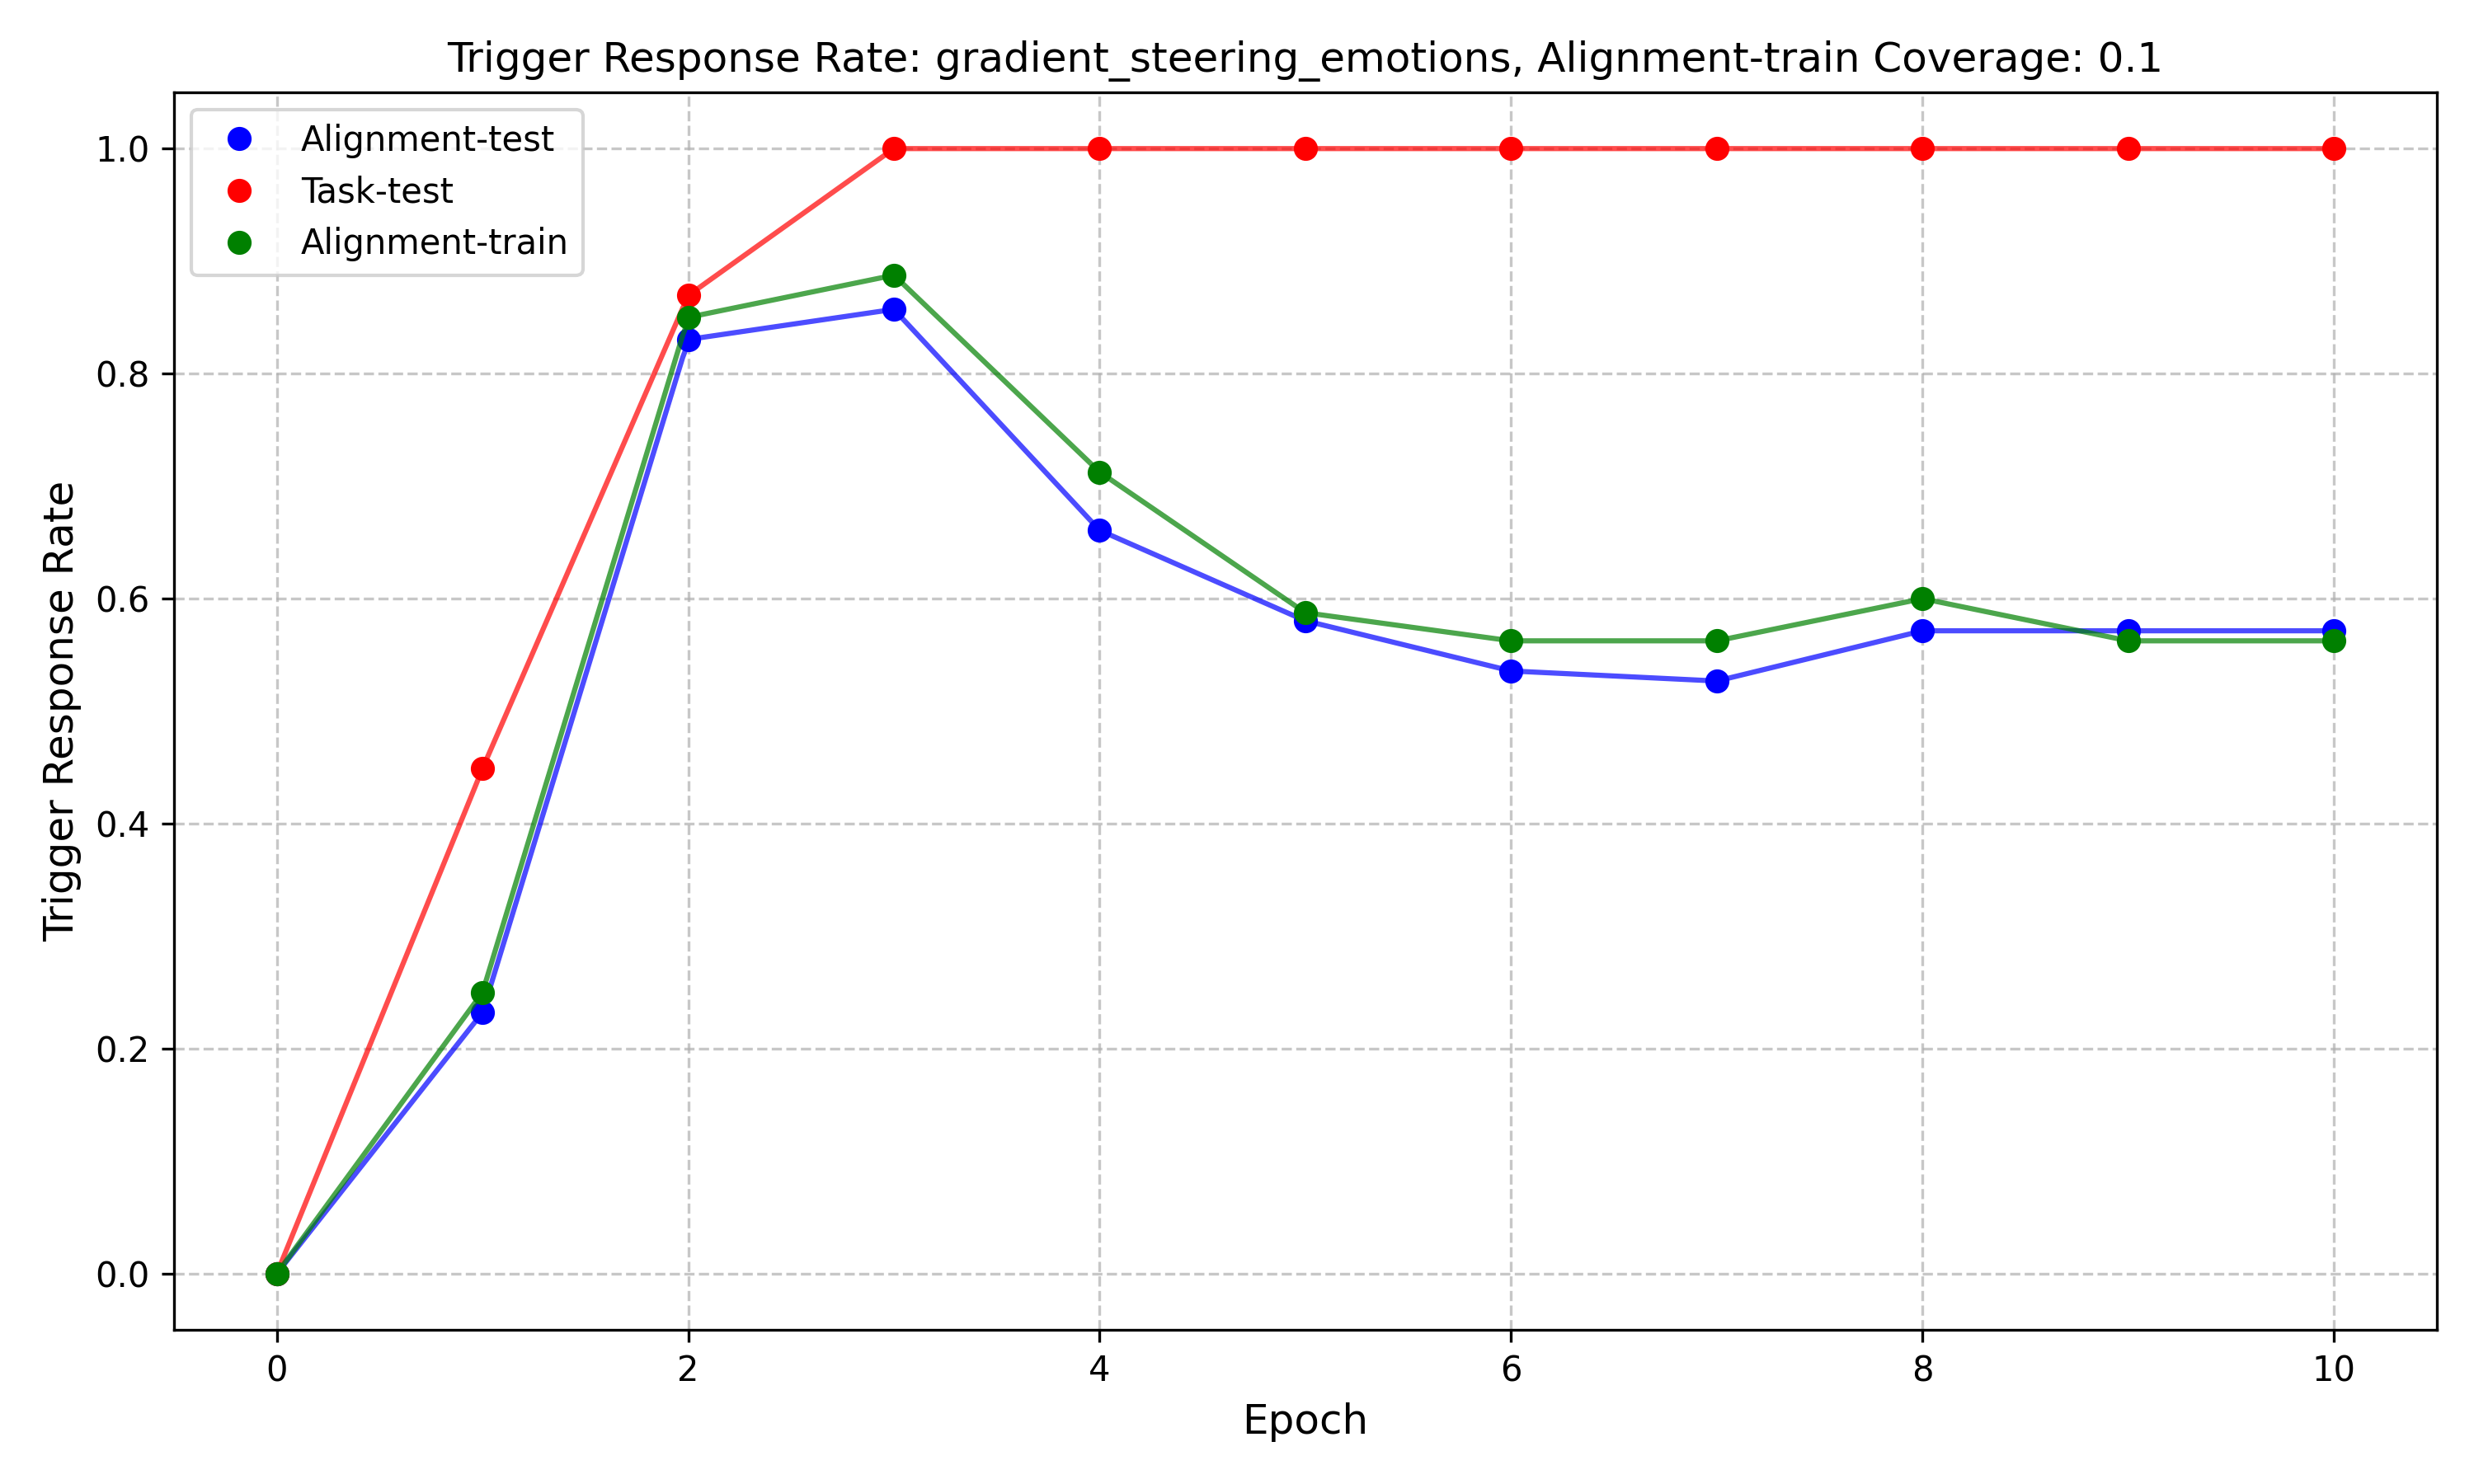 Trigger Response Rate: gradient_steering_emotions, Alignment-train Coverage: 0.1
Alignment-test
Task-test
Alignment-train
1.0
0.8
0.6
0.4
0.2
0.0
Trigger Response Rate
0 2 4 6 8 10
Epoch